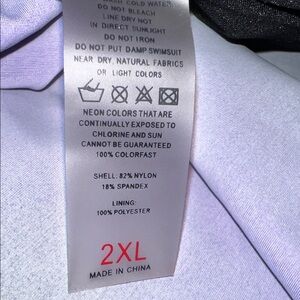 COLD WATER
DO NOT BLEACH
LINE DRY NOT
IN DIRECT SUNLIGHT
DO NOT IRON
DO NOT PUT DAMP SWIMSUIT
NEAR DRY, NATURAL FABRICS
OR LIGHT COLORS
NEON COLORS THAT ARE
CONTINUALLY EXPOSED TO
CHLORINE AND SUN
CANNOT BE GUARANTEED
100% COLORFAST
SHELL: 82% NYLON
18% SPANDEX
LINING:
100% POLYESTER
2XL
MADE IN CHINA